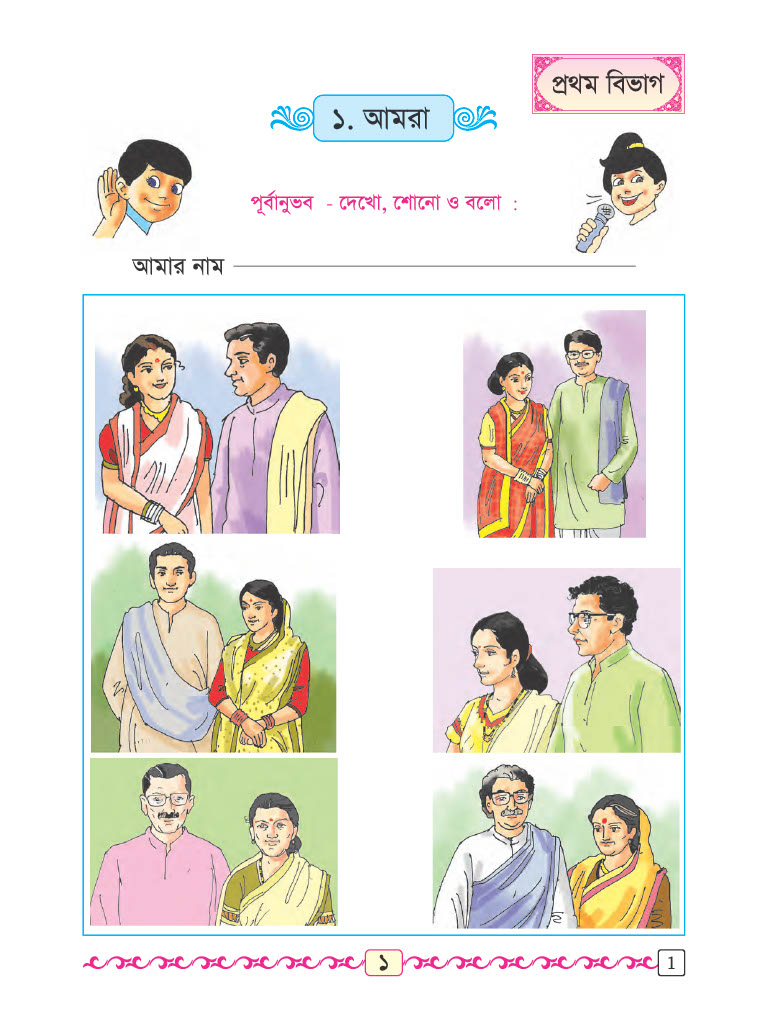 প্রথম বিভাগ
১. আমরা
পূর্বানুভব - দেখো, শোনো ও বলো :
আমার নাম
১
1